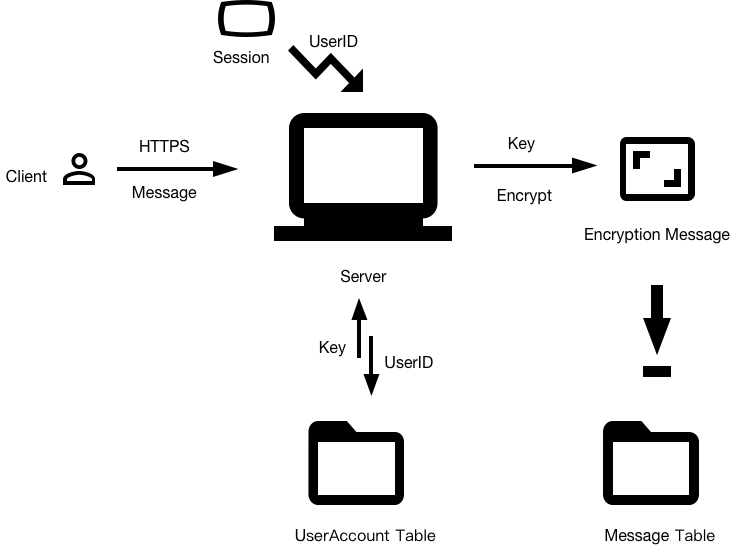 UserID
Session
HTTPS
Key
Client
Message
Encrypt
Encryption Message
Server
Key
UserID
UserAccount Table
Message Table